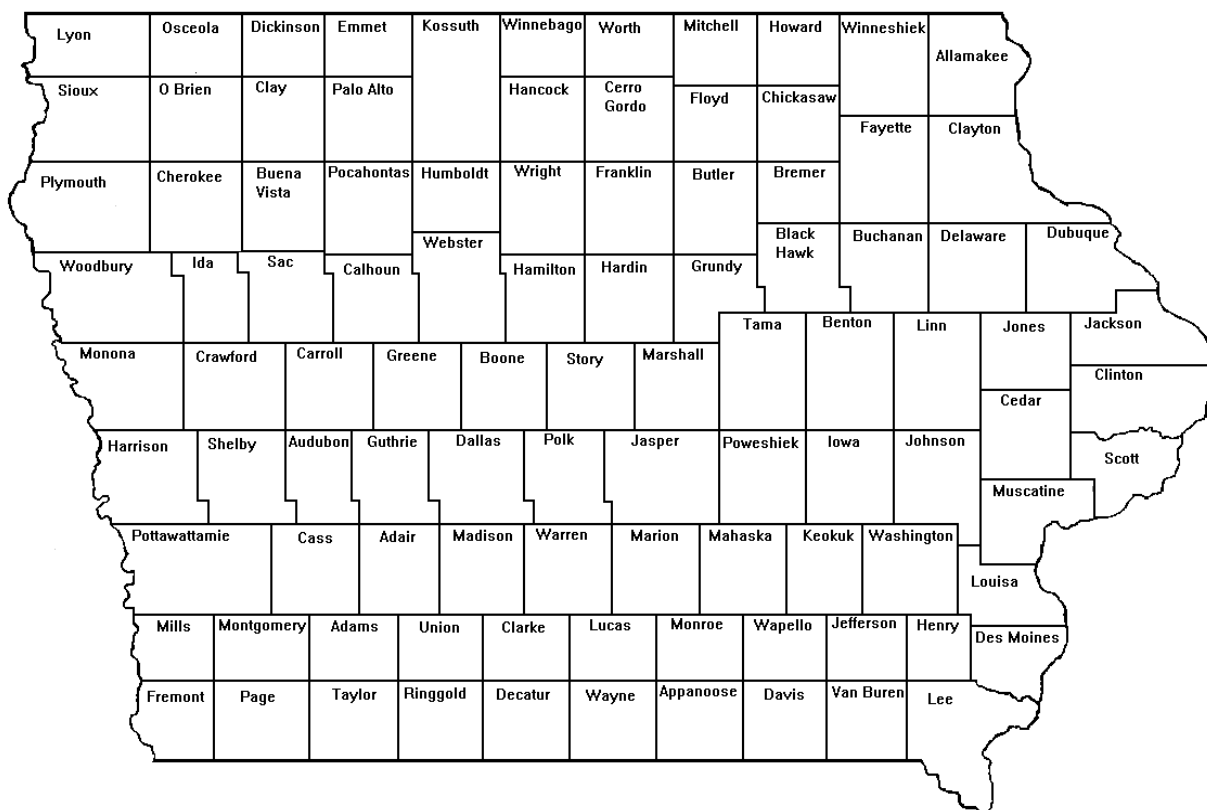 Lyon
Osceola
Dickinson
Emmet
Kossuth
Winnebago
Worth
Mitchell
Howard
Winneshiek
Allamakee
Sioux
O Brien
Clay
Palo Alto
Hancock
Cerro
Gordo
Floyd
Chickasaw
Fayette
Clayton
Plymouth
Cherokee
Buena
Vista
Pocahontas
Humboldt
Wright
Franklin
Butler
Bremer
Woodbury
Ida
Sac
Calhoun
Webster
Hamilton
Hardin
Grundy
Black
Hawk
Buchanan
Delaware
Dubuque
Monona
Crawford
Carroll
Greene
Boone
Story
Marshall
Tama
Benton
Linn
Jones
Jackson
Clinton
Cedar
Harrison
Shelby
Audubon
Guthrie
Dallas
Polk
Jasper
Poweshiek
Iowa
Johnson
Scott
Muscatine
Pottawattamie
Cass
Adair
Madison
Warren
Marion
Mahaska
Keokuk
Washington
Louisa
Mills
Montgomery
Adams
Union
Clarke
Lucas
Monroe
Wapello
Jefferson
Henry
Des Moines
Fremont
Page
Taylor
Ringgold
Decatur
Wayne
Appanoose
Davis
Van Buren
Lee